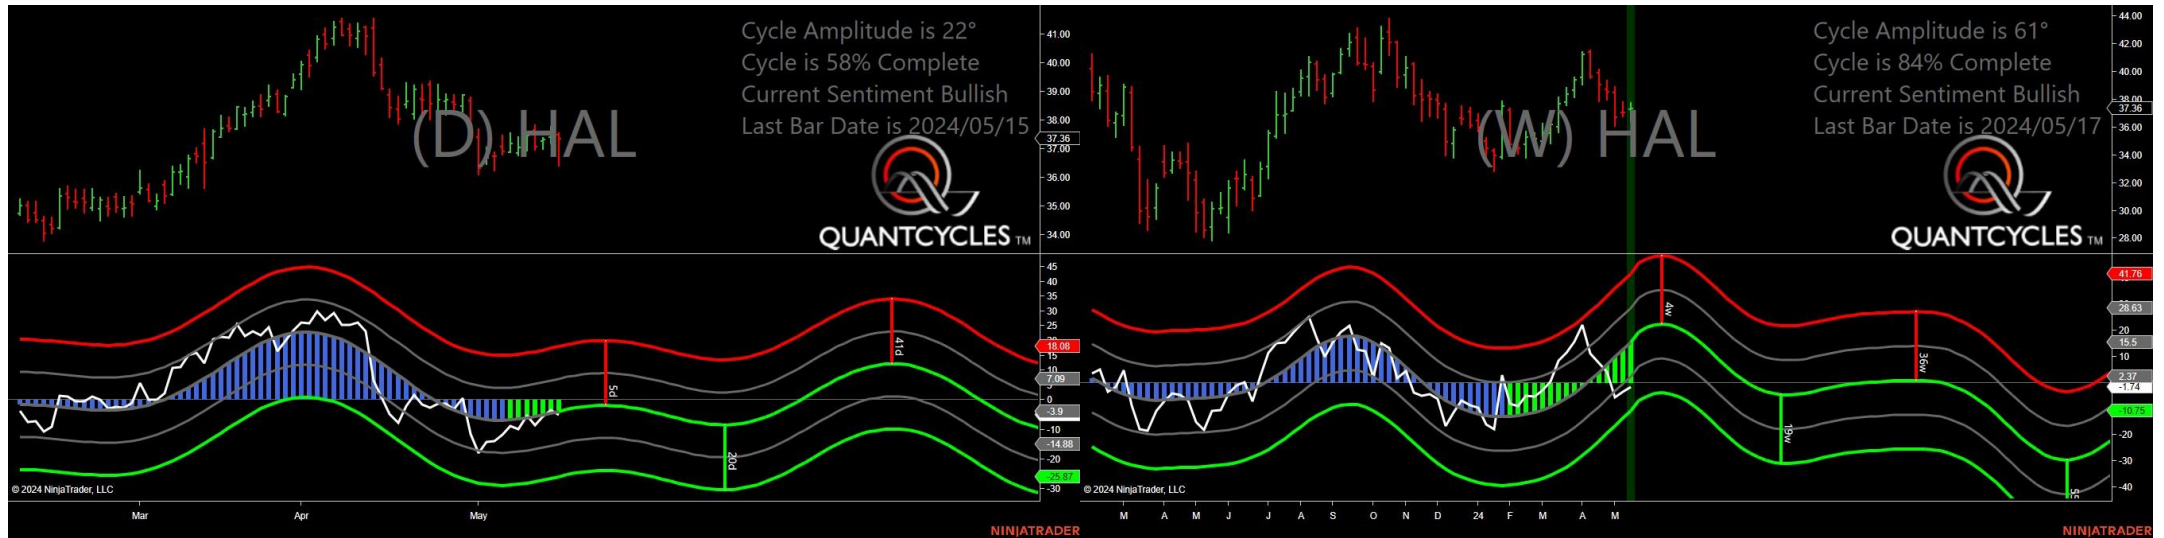 Cycle Amplitude is 22°
Cycle is 58% Complete
Current Sentiment Bullish
Last Bar Date is 2024/05/15
(D) HAL
QUANTCYCLES TM
41.00
40.00
39.00
38.00
37.36
37.00
36.00
35.00
34.00
45
40
35
30
25
20
18.08
15
10
7.09
0
-3.9
-10
-14.88
-20
-25.87
-30
5d
20d
41d
© 2024 NinjaTrader, LLC
Mar
Apr
May
NINJATRADER
Cycle Amplitude is 61°
Cycle is 84% Complete
Current Sentiment Bullish
Last Bar Date is 2024/05/17
(W) HAL
QUANTCYCLES TM
44.00
42.00
40.00
38.00
37.36
36.00
34.00
32.00
30.00
28.00
41.76
28.63
20
15.5
10
2.37
-1.74
-10.75
-20
-30
-40
4w
19w
36w
© 2024 NinjaTrader, LLC
M A M J J A S O N D 24 F M A M
NINJATRADER